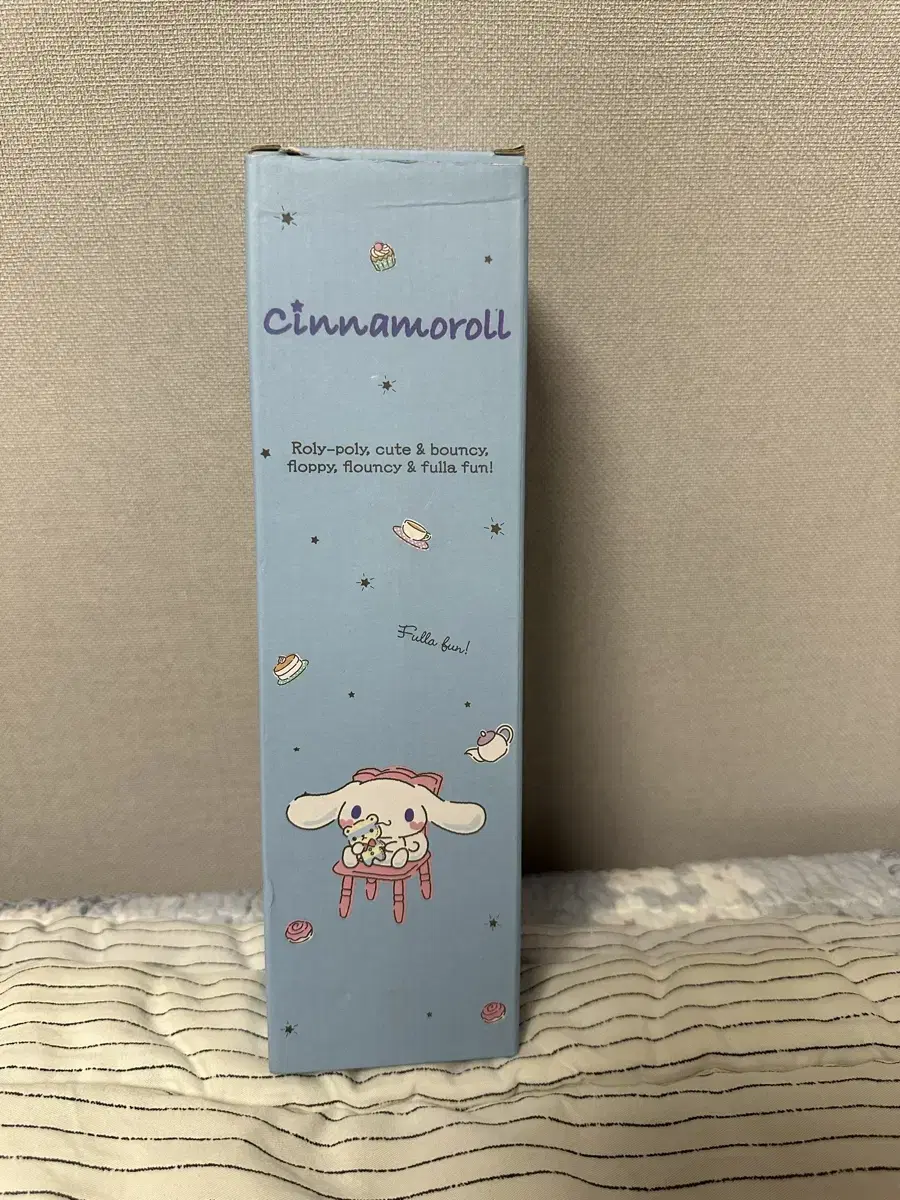 Cinnamoroll
Roly-poly, cute & bouncy,
floppy, flouncy & fulla fun!
Fulla fun!